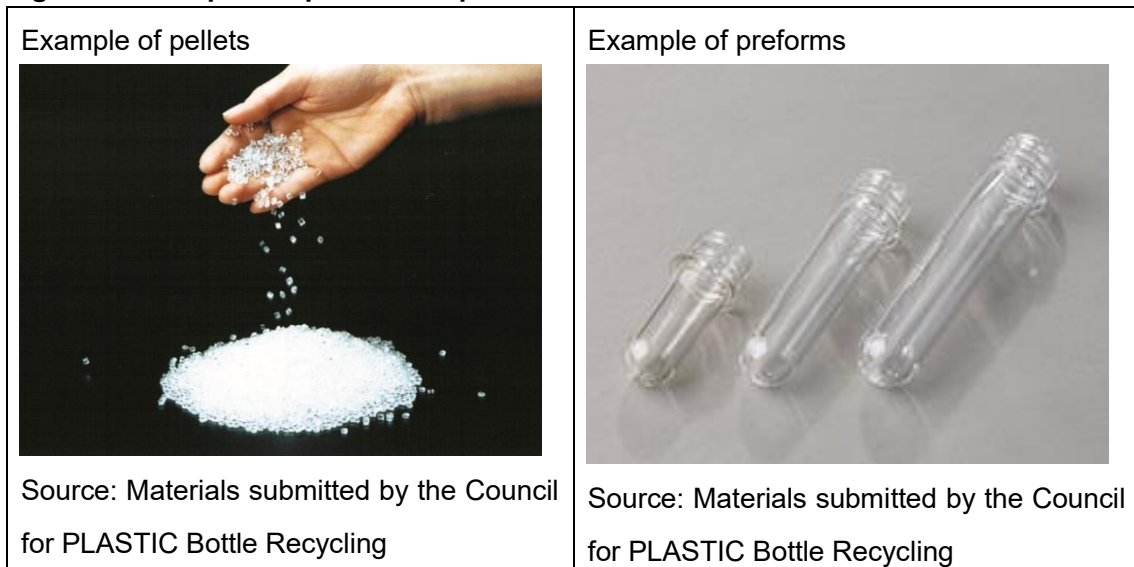 Example of pellets
Source: Materials submitted by the Council
for PLASTIC Bottle Recycling
Example of preforms
Source: Materials submitted by the Council
for PLASTIC Bottle Recycling